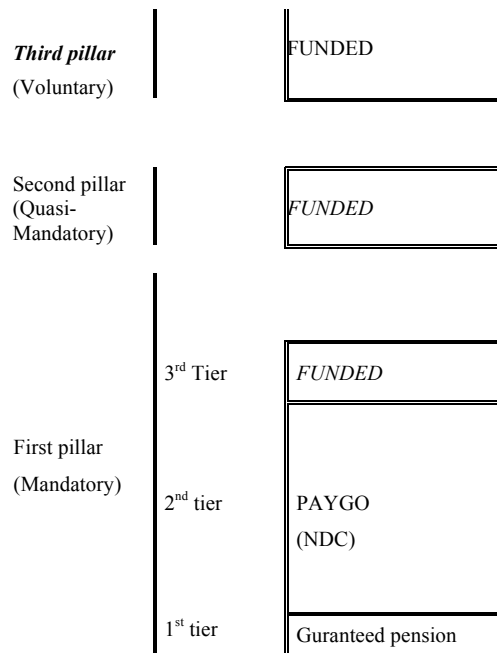 Third pillar
(Voluntary)
FUNDED
Second pillar
(Quasi-
Mandatory)
FUNDED
3rd Tier
FUNDED
First pillar
(Mandatory)
2nd tier
PAYGO
(NDC)
1st tier
Guranteed pension